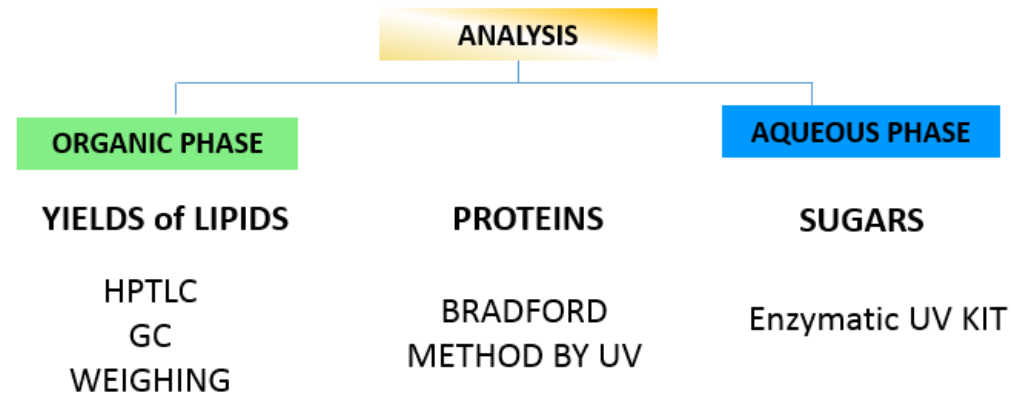 ANALYSIS
ORGANIC PHASE
AQUEOUS PHASE
YIELDS of LIPIDS
PROTEINS
SUGARS
HPTLC
GC
WEIGHING
BRADFORD
METHOD BY UV
Enzymatic UV KIT